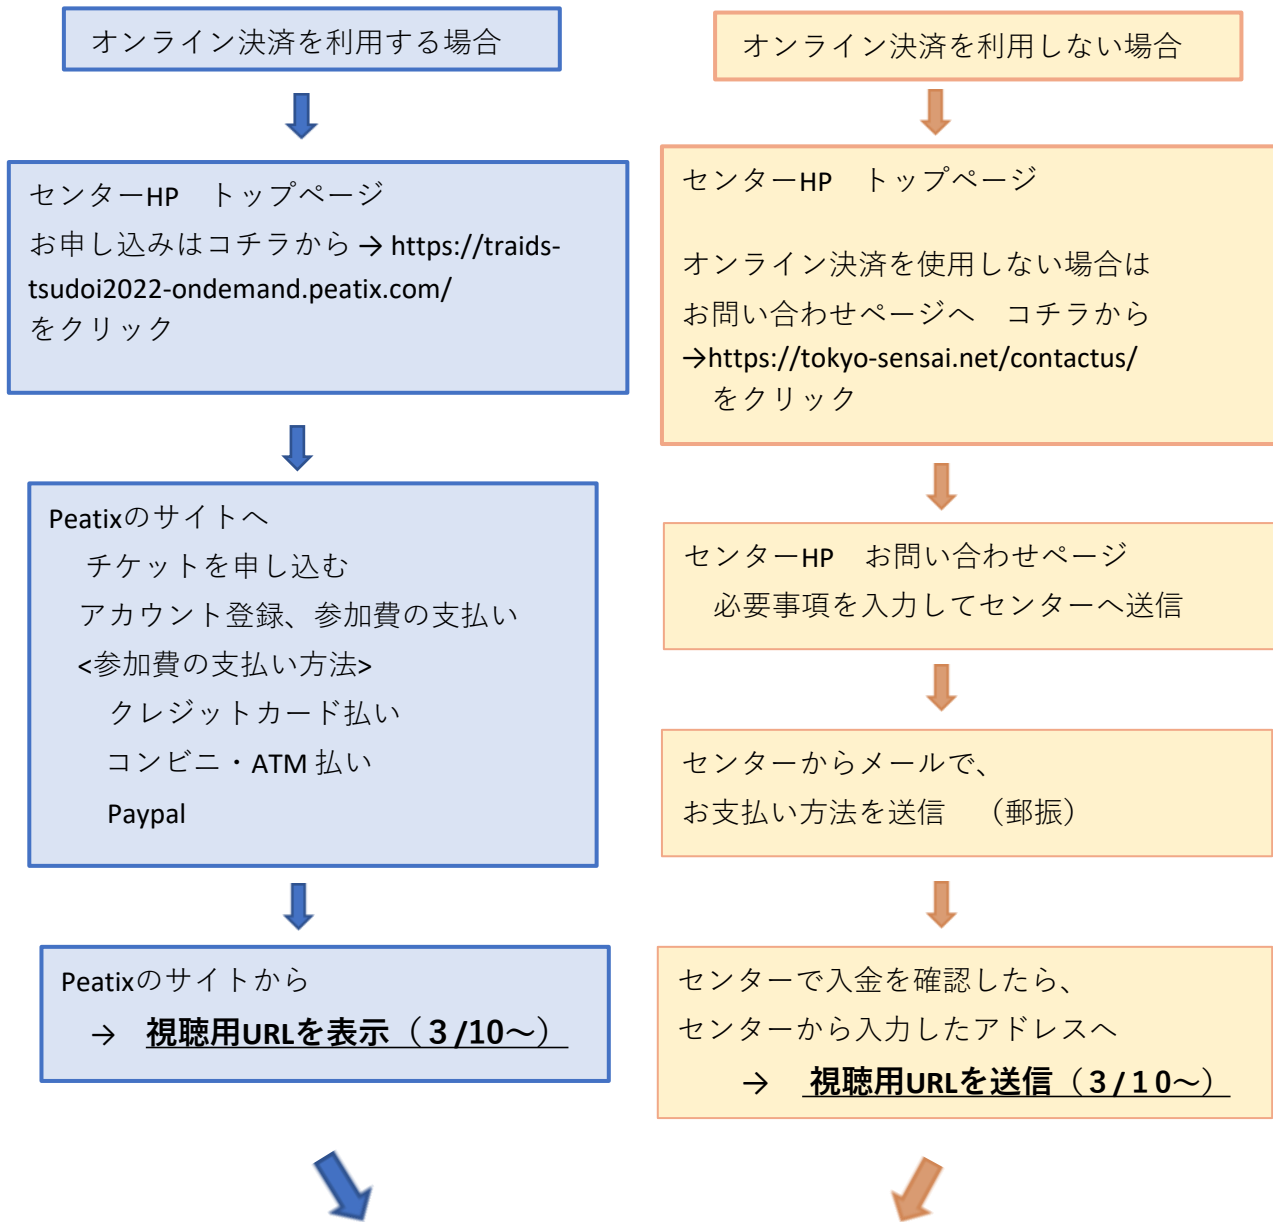 オンライン決済を利用する場合
センターHP　トップページ
お申し込みはコチラから → https://traids-
tsudoi2022-ondemand.peatix.com/
をクリック
Peatixのサイトへ
チケットを申し込む
アカウント登録、参加費の支払い
<参加費の支払い方法>
クレジットカード払い
コンビニ・ATM 払い
Paypal
Peatixのサイトから
→　視聴用URLを表示（３/10～）
オンライン決済を利用しない場合
センターHP　トップページ
オンライン決済を使用しない場合は
お問い合わせページへ　コチラから
→https://tokyo-sensai.net/contactus/
をクリック
センターHP　お問い合わせページ
必要事項を入力してセンターへ送信
センターからメールで、
お支払い方法を送信　（郵振）
センターで入金を確認したら、
センターから入力したアドレスへ
→　視聴用URLを送信（３/１０～）